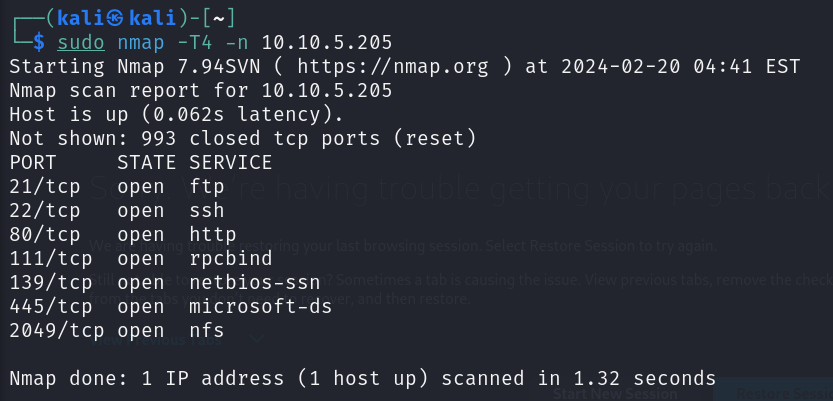 ┌──(kali㉿kali)-[~]
└─$ sudo nmap -T4 -n 10.10.5.205
Starting Nmap 7.94SVN ( https://nmap.org ) at 2024-02-20 04:41 EST
Nmap scan report for 10.10.5.205
Host is up (0.062s latency).
Not shown: 993 closed tcp ports (reset)
PORT     STATE SERVICE
21/tcp   open  ftp
22/tcp   open  ssh
80/tcp   open  http
111/tcp  open  rpcbind
139/tcp  open  netbios-ssn
445/tcp  open  microsoft-ds
2049/tcp open  nfs
Nmap done: 1 IP address (1 host up) scanned in 1.32 seconds
having trouble getting your pages back
your last browsing session. Select Restore Session to try again.
Sometimes a tab is causing the issue. View previous tabs, remove the check
and then restore.
Start New Session